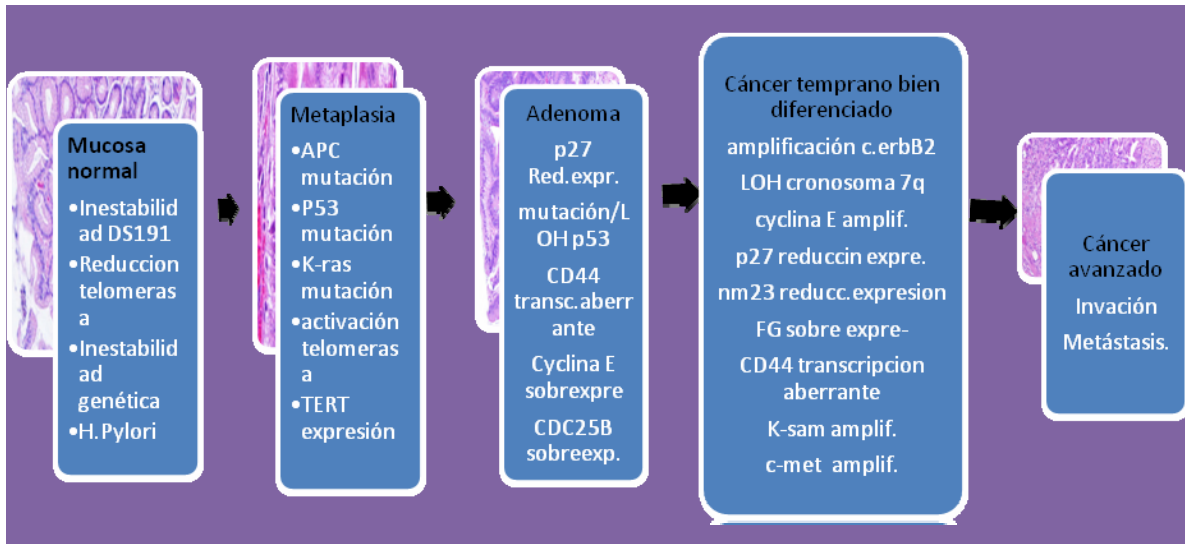 Mucosa
normal
•Inestabilid
ad DS191
•Reduccion
telomeras
a
•Inestabilid
ad
genética
•H.Pylori
Metaplasia
•APC
mutación
•P53
mutación
•K-ras
mutación
•activación
telomeras
a
•TERT
expresión
Adenoma
p27
Red.expr.
mutación/L
OH p53
CD44
transc.aberr
ante
Cyclina E
sobrexpre
CDC25B
sobreexp.
Cáncer temprano bien
diferenciado
amplificación c.erbB2
LOH cronosoma 7q
cyclina E amplif.
p27 reduccin expre.
nm23 reducc.expresion
FG sobre expre-
CD44 transcripcion
aberrante
K-sam amplif.
c-met amplif.
Cáncer
avanzado
Invación
Metástasis.